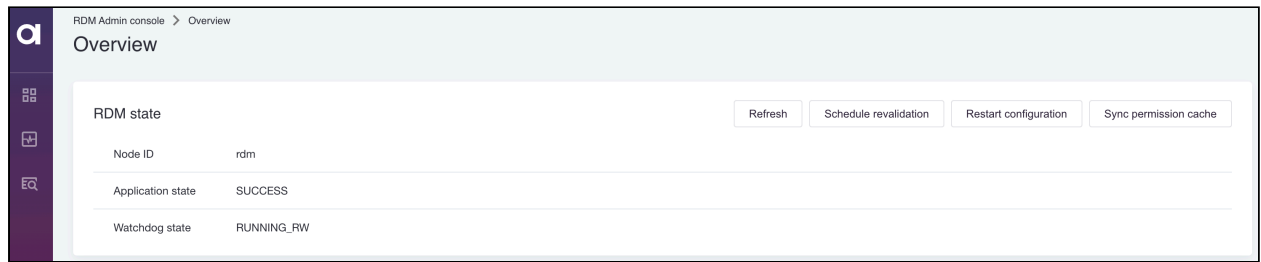 RDM Admin console > Overview
Overview
RDM state
Refresh Schedule revalidation Restart configuration Sync permission cache
Node ID rdm
Application state SUCCESS
Watchdog state RUNNING_RW